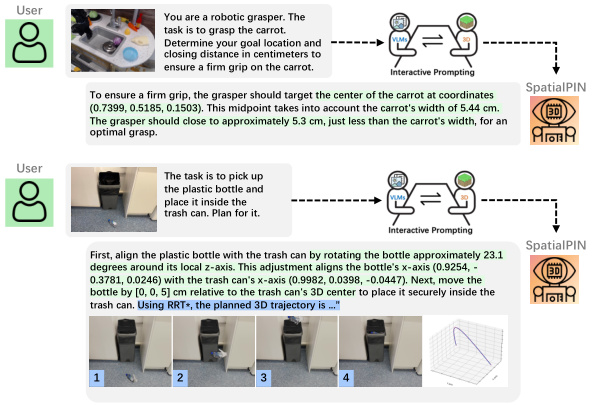 User
You are a robotic grasper. The
task is to grasp the carrot.
Determine your goal location and
closing distance in centimeters to
ensure a firm grip on the carrot.
VLMs
3D
Interactive Prompting
SpatialPIN
3D
To ensure a firm grip, the grasper should target the center of the carrot at coordinates
(0.7399, 0.5185, 0.1503). This midpoint takes into account the carrot's width of 5.44 cm.
The grasper should close to approximately 5.3 cm, just less than the carrot's width, for an
optimal grasp.
User
The task is to pick up
the plastic bottle and
place it inside the
trash can. Plan for it.
VLMs
3D
Interactive Prompting
SpatialPIN
3D
First, align the plastic bottle with the trash can by rotating the bottle approximately 23.1
degrees around its local z-axis. This adjustment aligns the bottle's x-axis (0.9254, -
0.3781, 0.0246) with the trash can's x-axis (0.9982, 0.0398, -0.0447). Next, move the
bottle by [0, 0, 5] cm relative to the trash can's 3D center to place it securely inside the
trash can. Using RRT+, the planned 3D trajectory is ..."
1 2 3 4